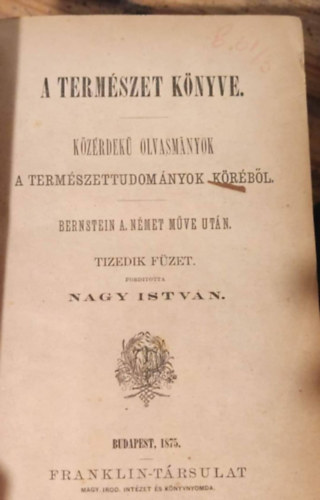 A TERMÉSZET KÖNYVE.
KÖZÉRDEKŰ OLVASMÁNYOK
A TERMÉSZETTUDOMÁNYOK KÖRÉBŐL.
BERNSTEIN A. NÉMET MŰVE UTÁN.
TIZEDIK FÜZET.
FORDITOTTA
NAGY ISTVÁN.
BUDAPEST, 1875.
FRANKLIN-TÁRSULAT
MAGY. IROD. INTÉZET ÉS KÖNYVNYOMDA.